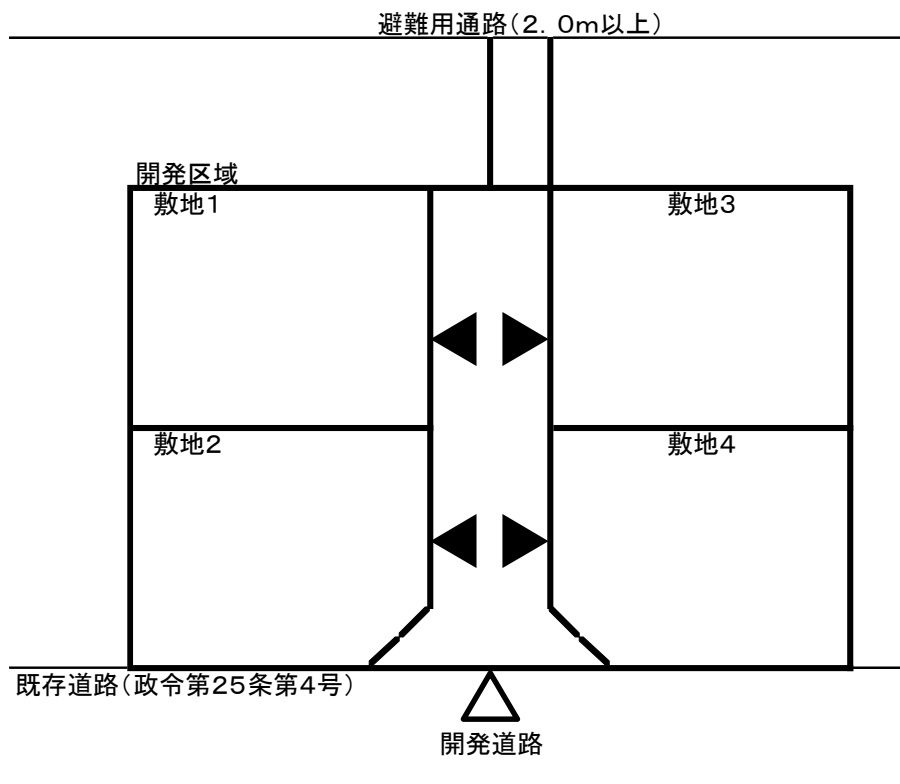 避難用通路(2.0m以上)
開発区域
敷地1
敷地3
敷地2
敷地4
既存道路(政令第25条第4号)
開発道路